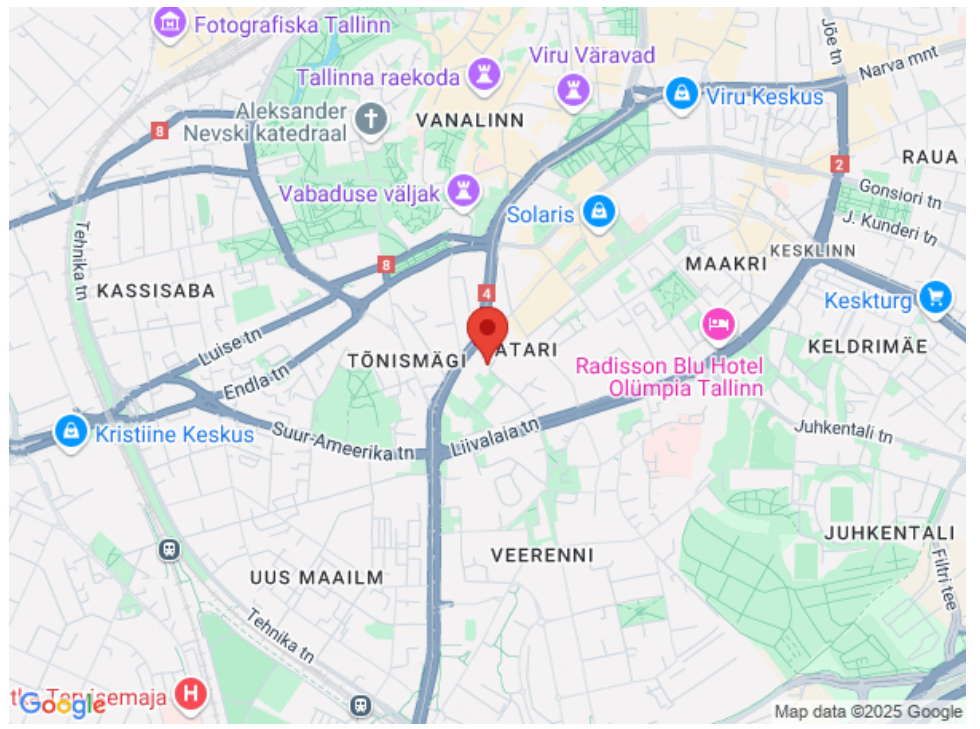 Fotografiska Tallinn
Jõe tn
Viru Väravad
Narva mnt
Tallinna raekoda
Viru Keskus
Aleksander
Nevski katedraal
VANALINN
8
2
RAUA
Vabaduse väljak
Gonsiori tn
Solaris
J. Kunderi tn
Tehnika tn
KESKLINN
MAAKRI
8
KASSISABA
4
Keskturg
Luise tn
TÕNISMÄGI
ATARI
KELDRIMÄE
Radisson Blu Hotel
Olümpia Tallinn
Endla tn
Kristiine Keskus
Suur-Ameerika tn
Liivalaia tn
Juhkentali tn
JUHKENTALI
VEERENNI
UUS MAAILM
Filtri tee
Tehnika tn
H
Google
Map data ©2025 Google